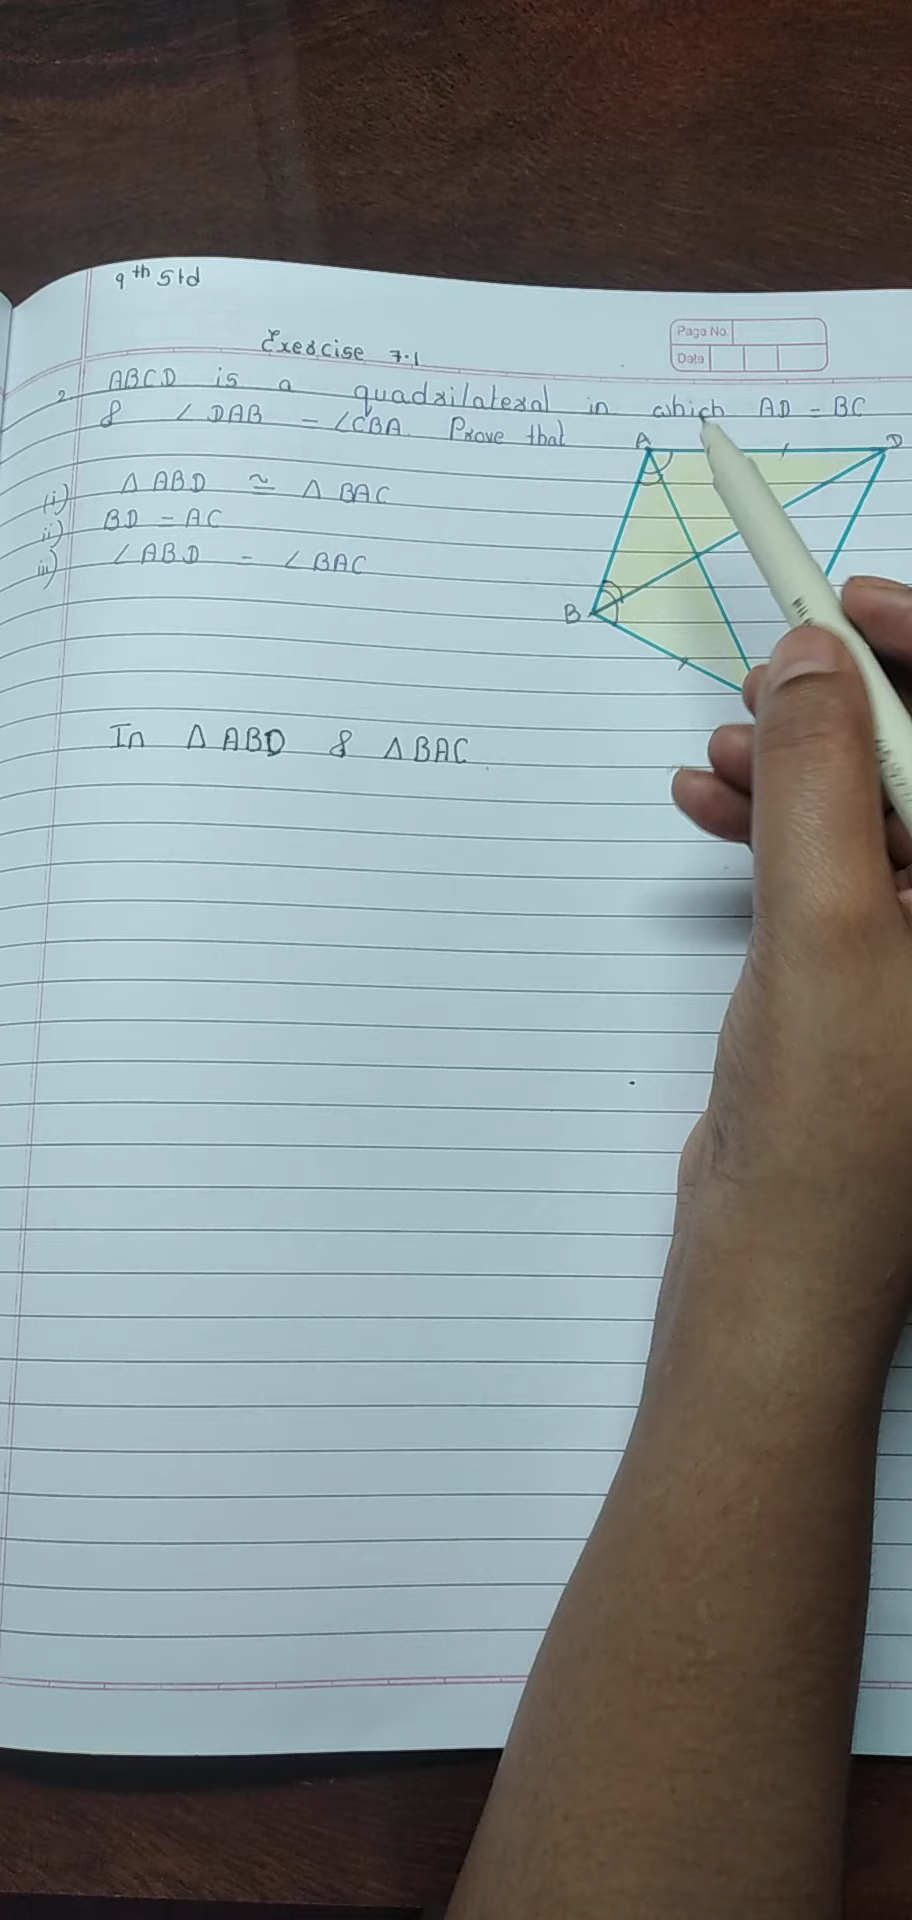 9th Std
Exercise 7.1
Page No.
Date
2. ABCD is a quadrilateral in which AD = BC
& ∠DAB = ∠CBA. Prove that
(i) △ABD ≅ △BAC
ii) BD = AC
iii) ∠ABD = ∠BAC
A
D
B
In △ABD & △BAC